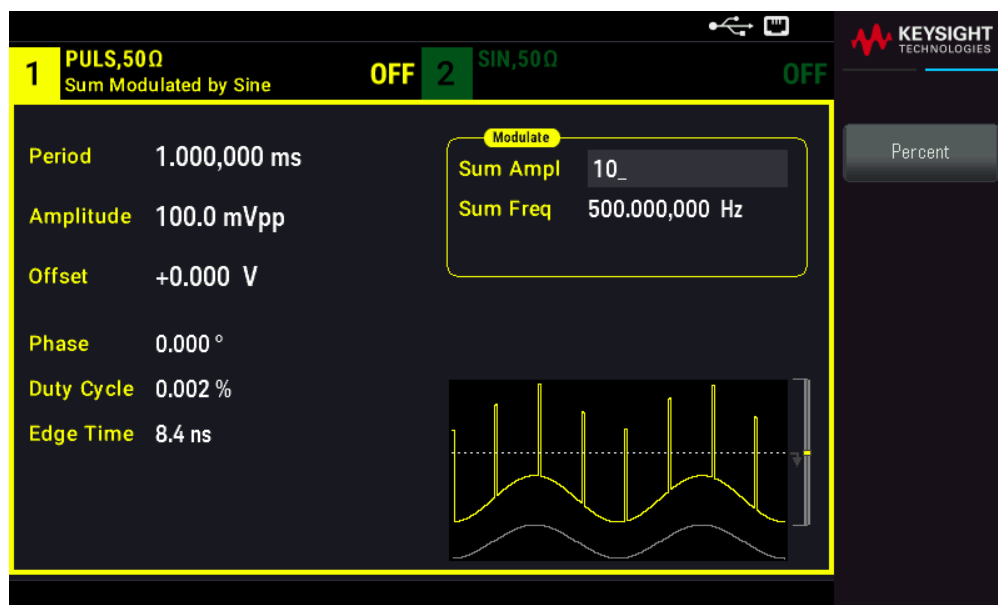 KEYSIGHT
TECHNOLOGIES
1
PULS,50Ω
Sum Modulated by Sine
OFF
2
SIN,50Ω
OFF
Period 1.000,000 ms
Amplitude 100.0 mVpp
Offset +0.000 V
Phase 0.000 °
Duty Cycle 0.002 %
Edge Time 8.4 ns
Modulate
Sum Ampl 10_
Sum Freq 500.000,000 Hz
Percent